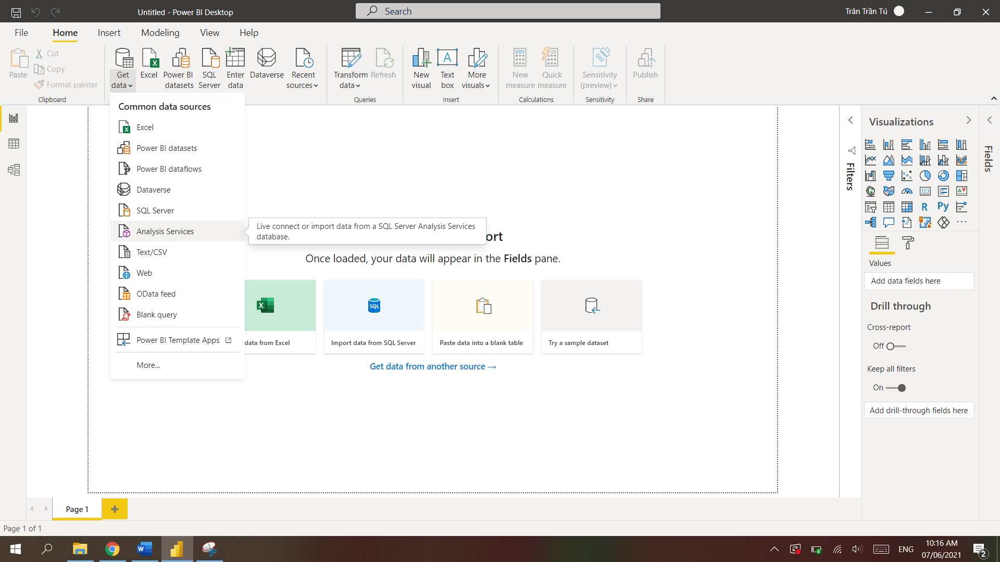 Untitled - Power BI Desktop
Search
Trân Trần Tú
File
Home
Insert
Modeling
View
Help
Paste
Cut
Copy
Format painter
Clipboard
Get
data
Excel
Power BI
datasets
SQL
Server
Enter
data
Dataverse
Recent
sources
Transform
data
Refresh
Queries
New
visual
A
Text
box
More
visuals
Insert
New
measure
Quick
measure
Calculations
Sensitivity
(preview)
Sensitivity
Publish
Share
Common data sources
Excel
Power BI datasets
Power BI dataflows
Dataverse
SQL Server
Analysis Services
Text/CSV
Web
OData feed
Blank query
Power BI Template Apps
More...
Live connect or import data from a SQL Server Analysis Services
database.
ort
Once loaded, your data will appear in the Fields pane.
SQL
data from Excel
Import data from SQL Server
Paste data into a blank table
Try a sample dataset
Get data from another source →
Filters
Visualizations
123
R
Py
...
Values
Add data fields here
Drill through
Cross-report
Off
Keep all filters
On
Add drill-through fields here
Fields
Page 1
Page 1 of 1
ENG
10:16 AM
07/06/2021
2